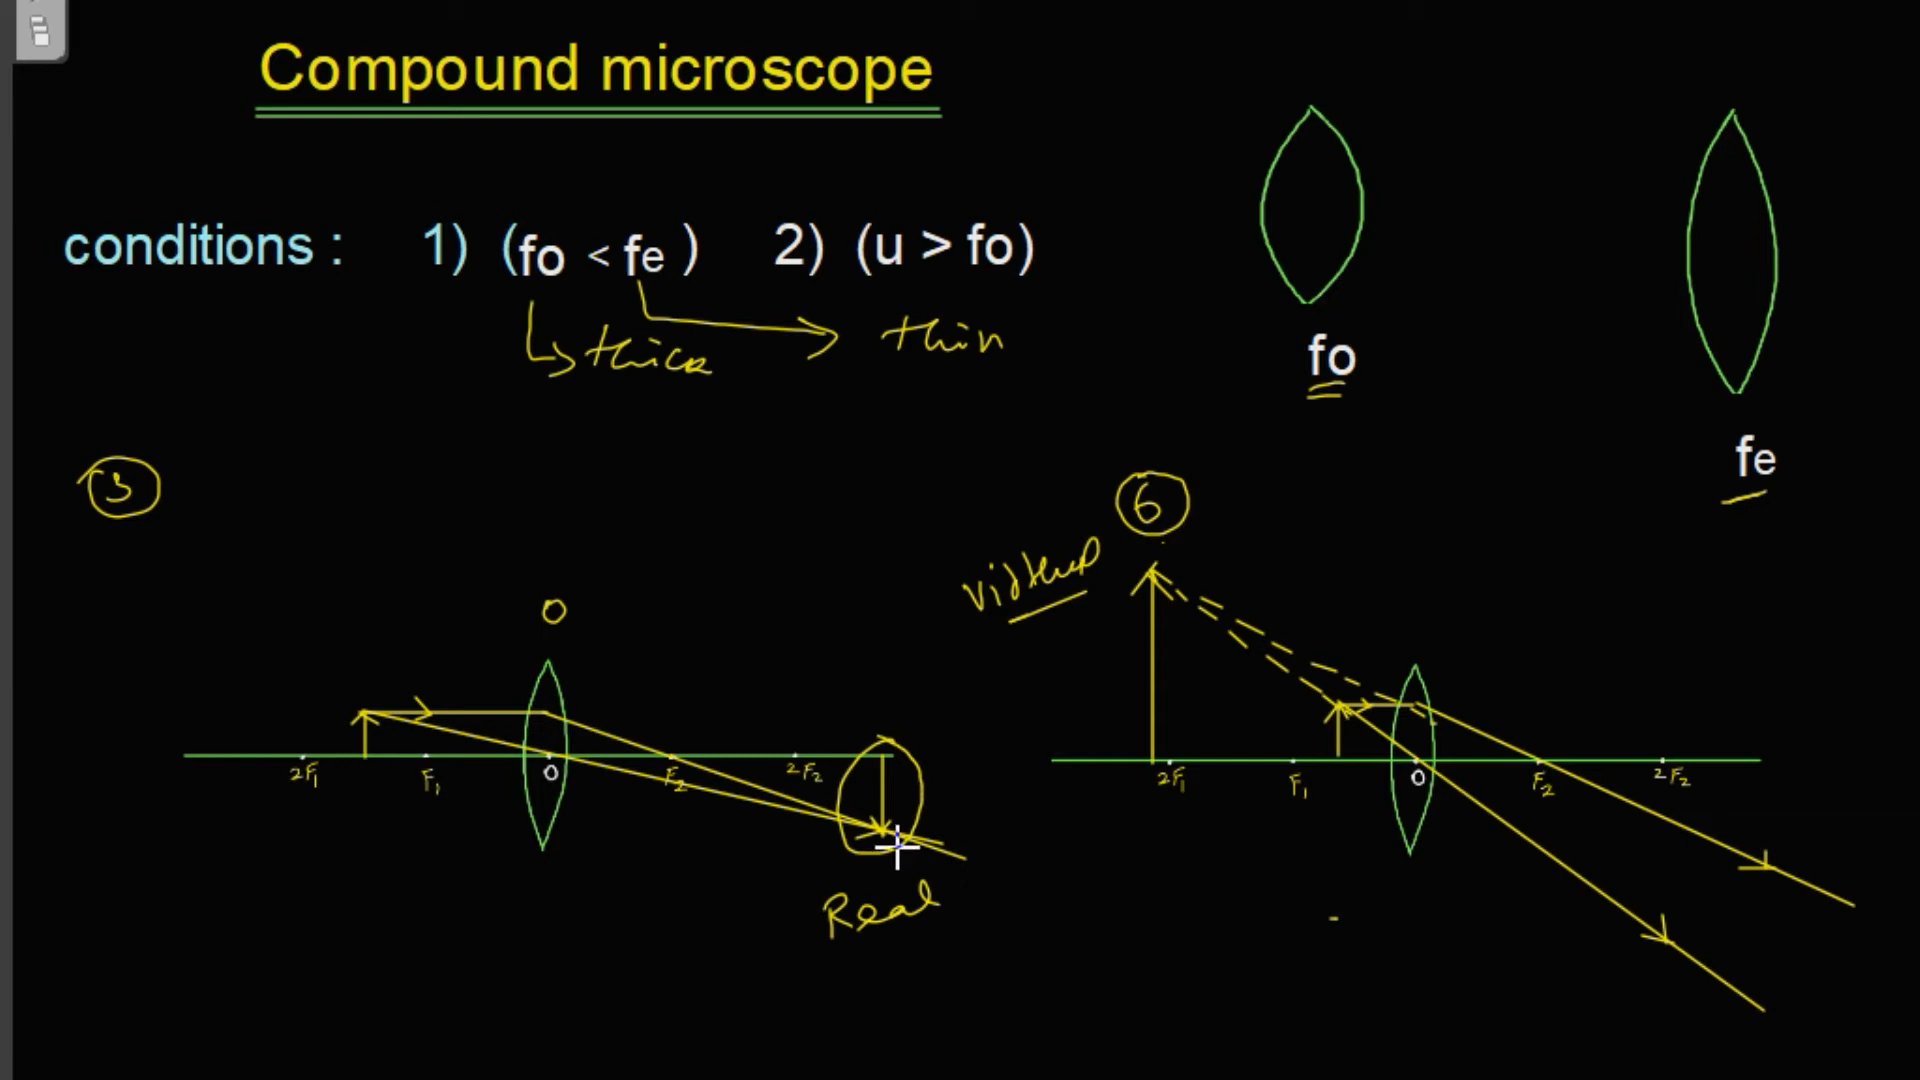 Compound microscope
conditions : 1) (fo < fe ) 2) (u > fo)
thick
thin
fo
fe
3
6
virtual
O
2F1 F1 O F2 2F2
2F1 F1 O F2 2F2
Real